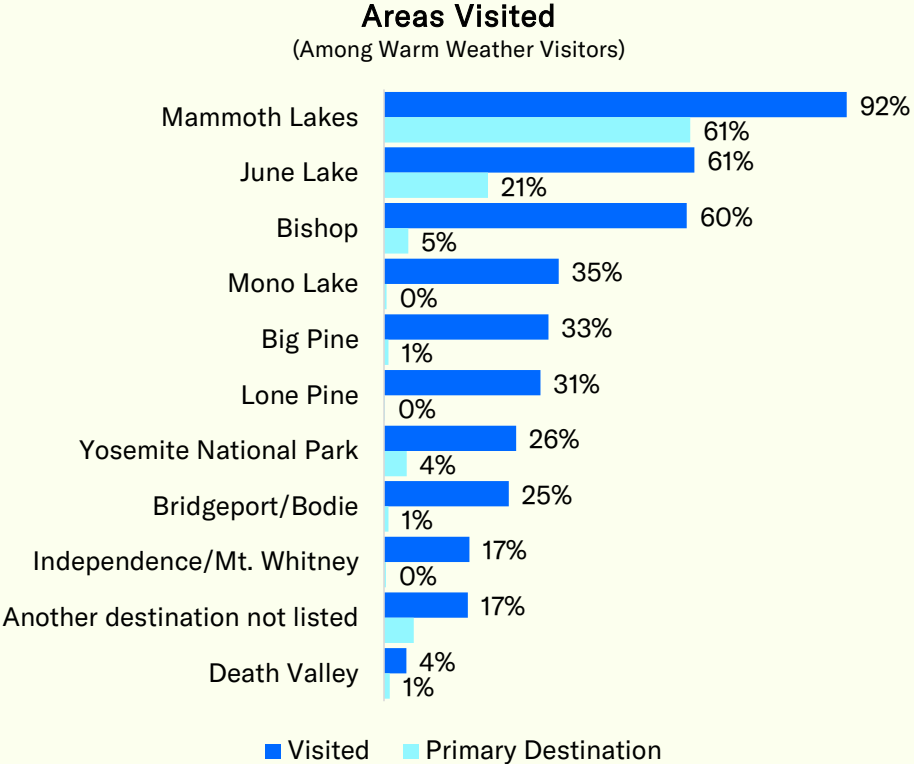 Areas Visited
(Among Warm Weather Visitors)
Mammoth Lakes
92%
61%
June Lake
61%
21%
Bishop
60%
5%
Mono Lake
35%
0%
Big Pine
33%
1%
Lone Pine
31%
0%
Yosemite National Park
26%
4%
Bridgeport/Bodie
25%
1%
Independence/Mt. Whitney
17%
0%
Another destination not listed
17%
Death Valley
4%
1%
Visited
Primary Destination